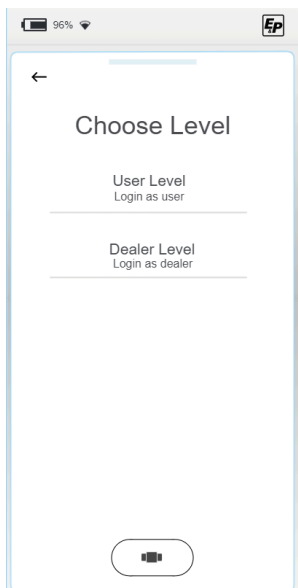 96%
EP
Choose Level
User Level
Login as user
Dealer Level
Login as dealer